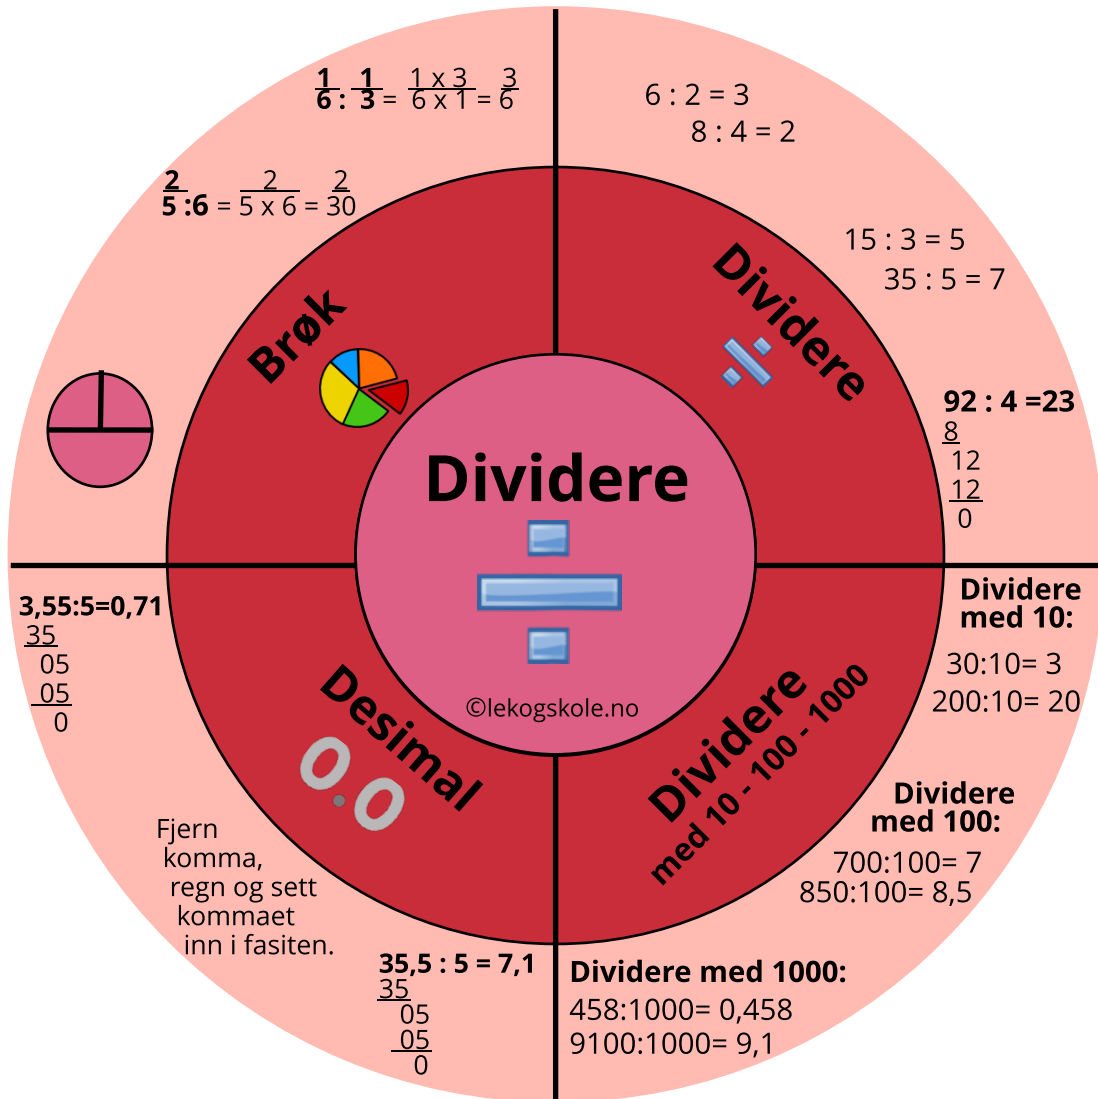 Dividere
©lekogskole.no
Dividere
6 : 2 = 3
8 : 4 = 2
15 : 3 = 5
35 : 5 = 7
92 : 4 =23
8
12
12
0
Dividere
med 10 - 100 - 1000
Dividere
med 10:
30:10= 3
200:10= 20
Dividere
med 100:
700:100= 7
850:100= 8,5
Dividere med 1000:
458:1000= 0,458
9100:1000= 9,1
Desimal
0.0
3,55:5=0,71
35
05
05
0
Fjern
komma,
regn og sett
kommaet
inn i fasiten.
35,5 : 5 = 7,1
35
05
05
0
Brøk
1 1 1 x 3 3
6 : 3 = 6 x 1 = 6
2 2 2
5 :6 = 5 x 6 = 30